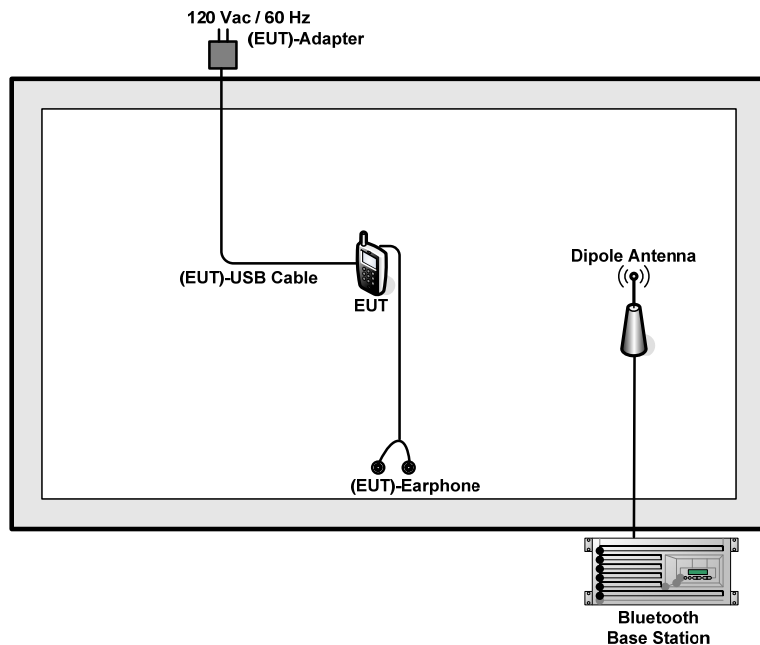 120 Vac / 60 Hz
(EUT)-Adapter
Dipole Antenna
(EUT)-USB Cable
EUT
(EUT)-Earphone
Bluetooth
Base Station